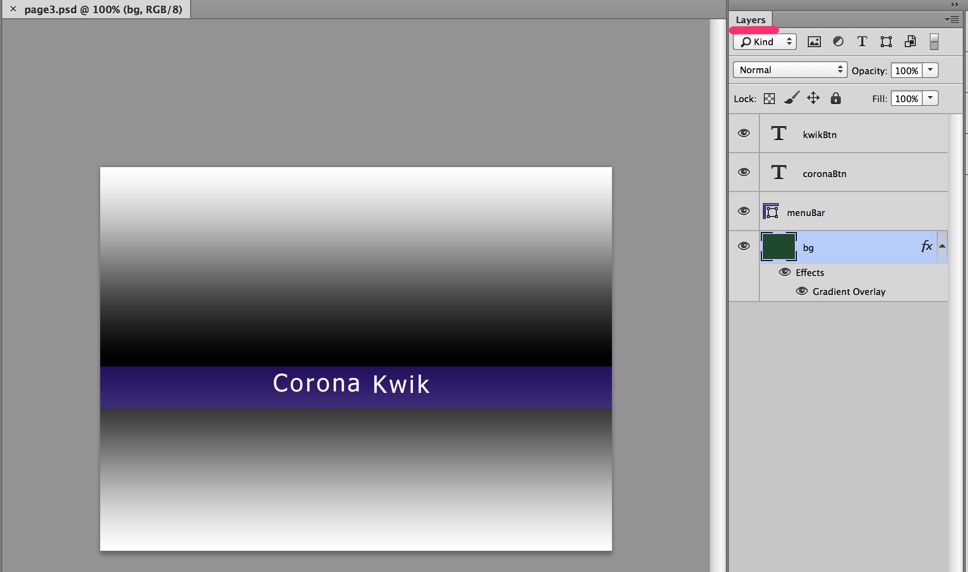 × page3.psd @ 100% (bg, RGB/8)
Layers
Kind
Normal Opacity: 100%
Lock: Fill: 100%
T kwikBtn
T coronaBtn
menuBar
bg fx
Effects
Gradient Overlay
Corona Kwik